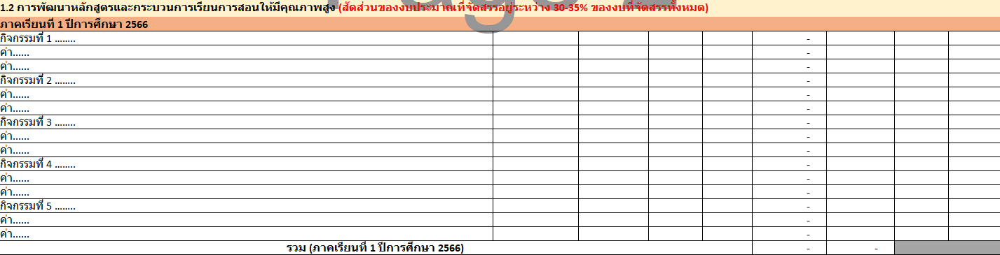 1.2 การพัฒนาหลักสูตรและกระบวนการเรียนการสอนให้มีคุณภาพสูง (สัดส่วนของงบประมาณที่จัดสรรอยู่ระหว่าง 30-35% ของงบที่จัดสรรทั้งหมด)
ภาคเรียนที่ 1 ปีการศึกษา 2566
กิจกรรมที่ 1 ........ -
ค่า...... -
ค่า...... -
กิจกรรมที่ 2 ........ -
ค่า...... -
ค่า...... -
กิจกรรมที่ 3 ........ -
ค่า...... -
ค่า...... -
กิจกรรมที่ 4 ........ -
ค่า...... -
ค่า...... -
กิจกรรมที่ 5 ........ -
ค่า...... -
ค่า...... -
รวม (ภาคเรียนที่ 1 ปีการศึกษา 2566) - -